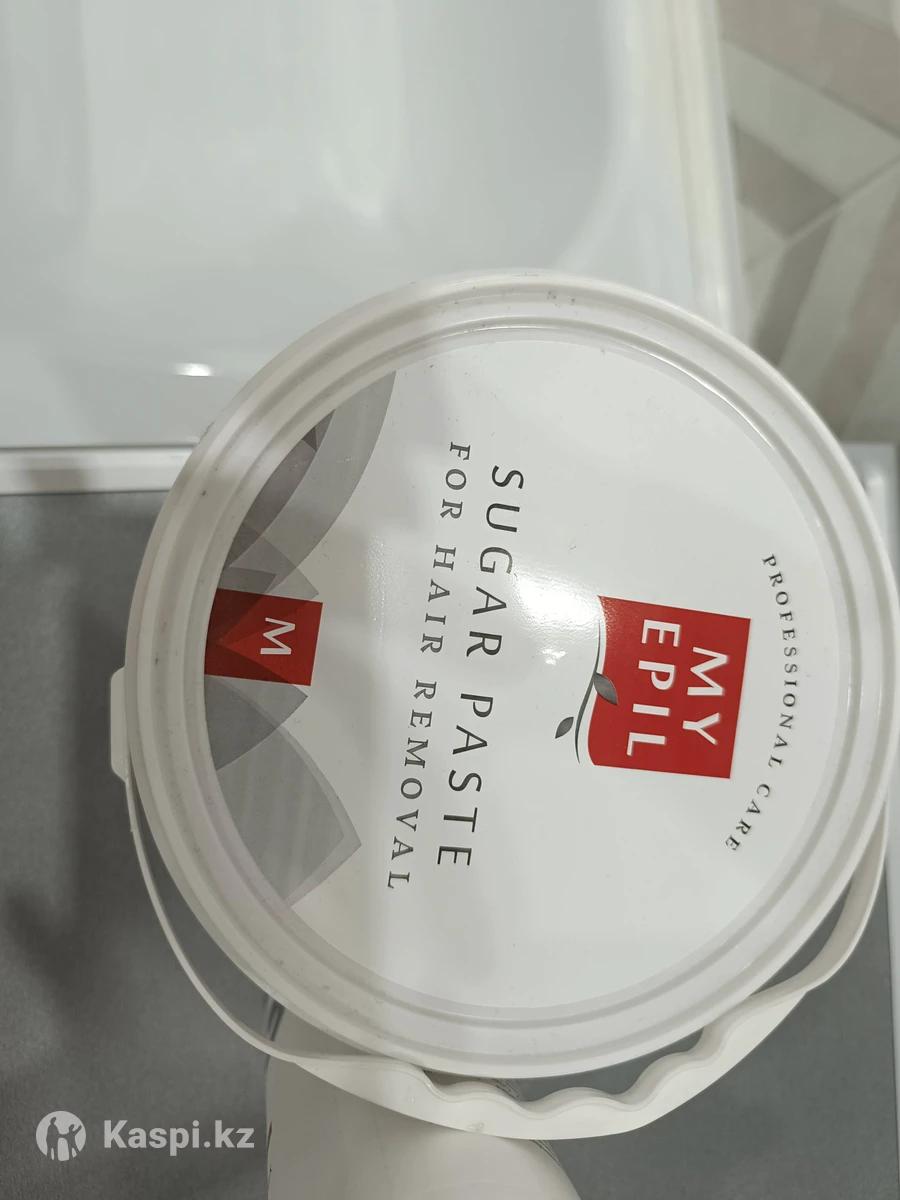 PROFESSIONAL CARE
MY
EPIL
SUGAR PASTE
FOR HAIR REMOVAL
M
Kaspi.kz